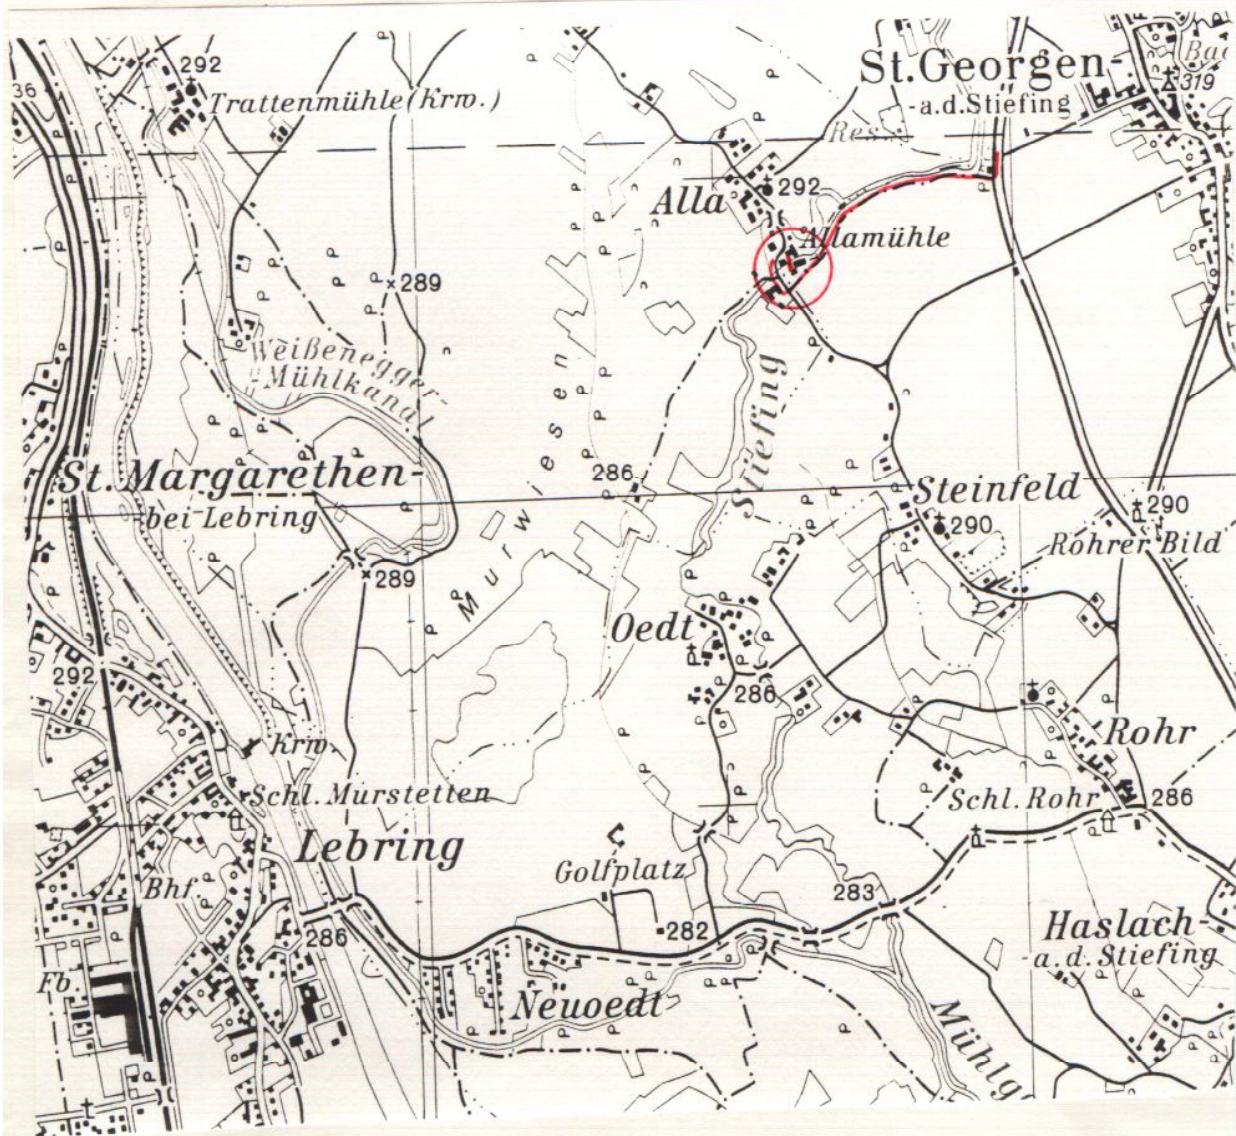 292
Trattenmühle (Krw.)
36
St.Georgen-
-a.d.Stiefing
319
Alla
292
Allamühle
289
Weißenegger-
-Mühlkanal
Murwiesen
Stiefing
286
St. Margarethen-
-bei Lebring
Steinfeld
290
290
Rohrer Bild
289
Oedt
286
292
Krw.
Rohr
Schl. Murstetten
Schl. Rohr
286
Lebring
Golfplatz
Bhf.
283
286
282
Haslach-
-a.d. Stiefing
Fb.
Neuoedt
Mühlg